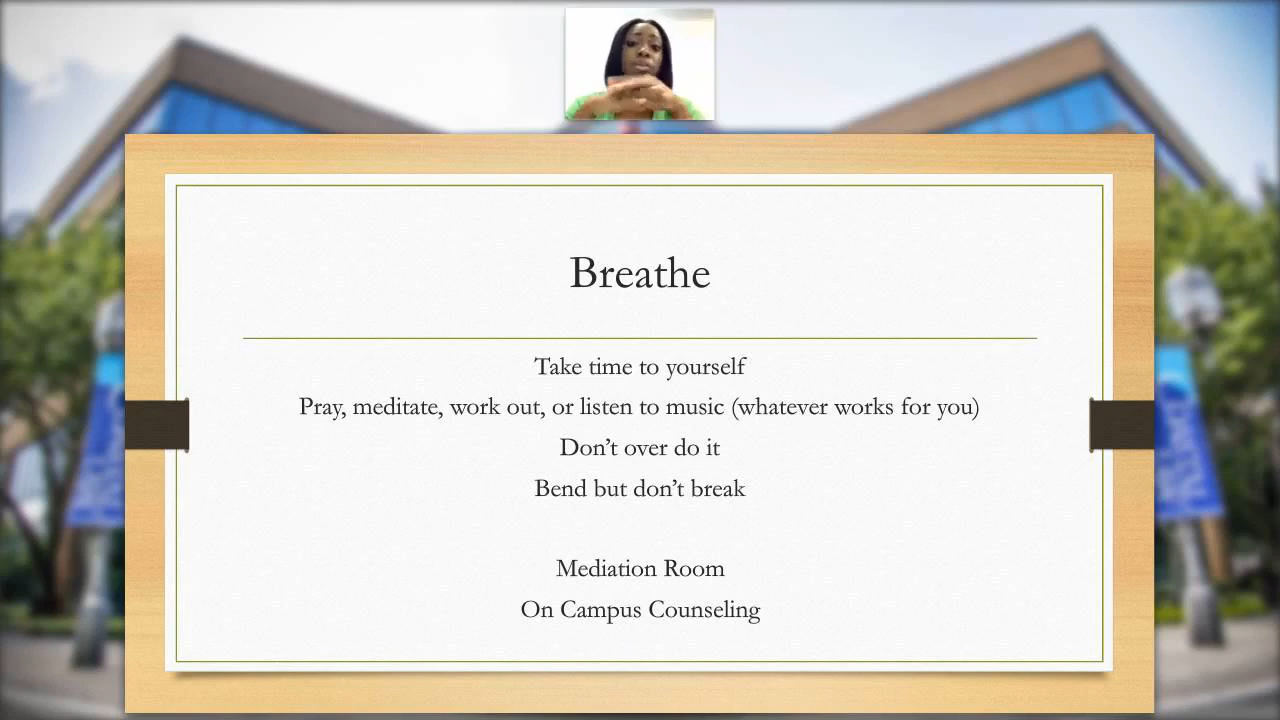 Breathe
Take time to yourself
Pray, meditate, work out, or listen to music (whatever works for you)
Don't over do it
Bend but don't break
Mediation Room
On Campus Counseling